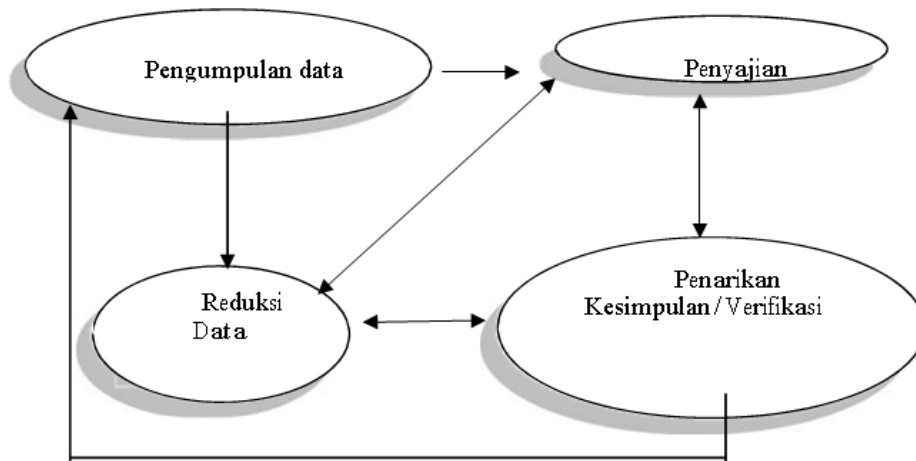 Pengumpulan data
Penyajian
Reduksi
Data
Penarikan
Kesimpulan/Verifikasi